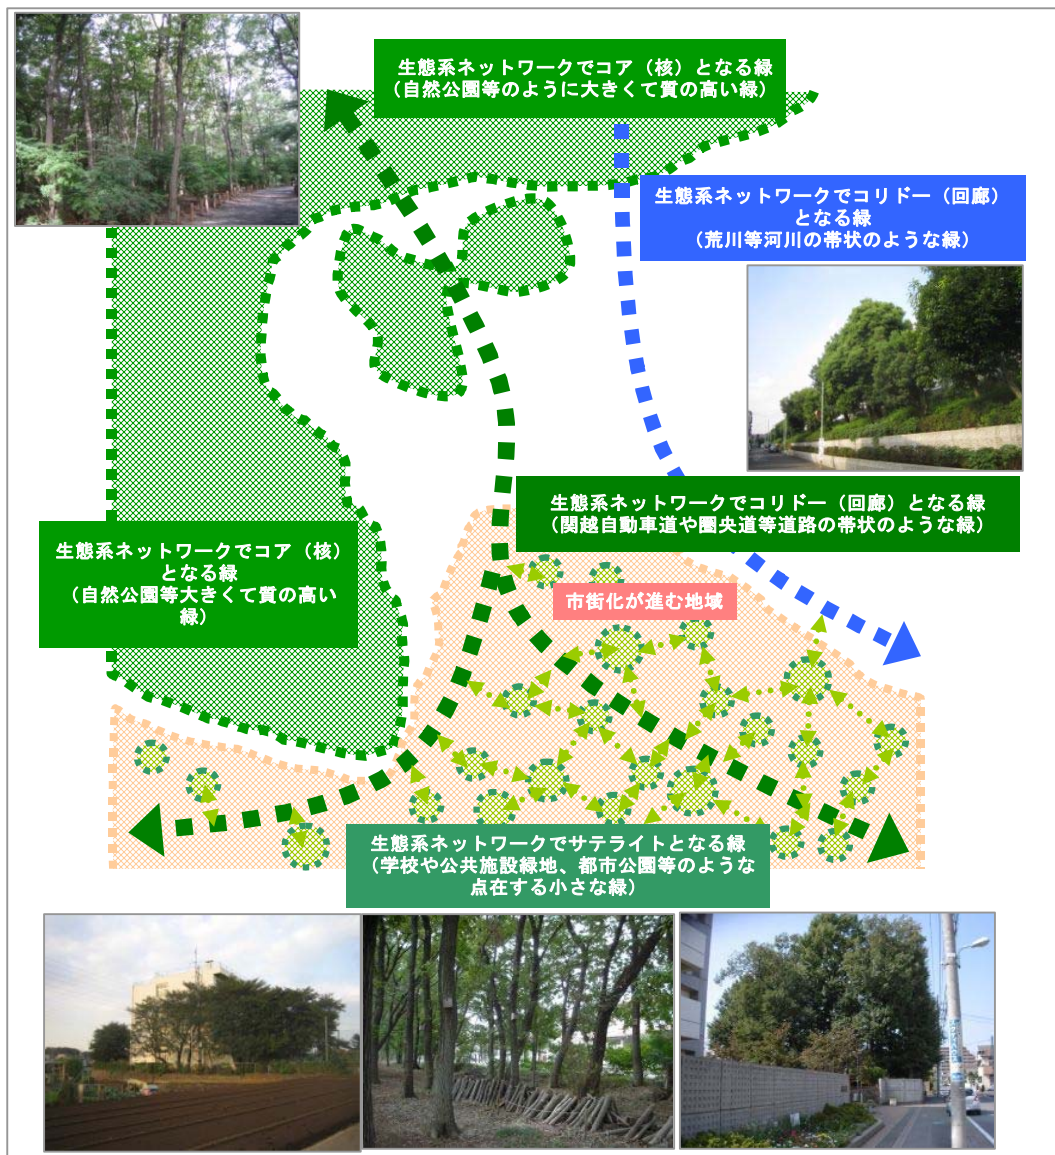 生態系ネットワークでコア（核）となる緑
（自然公園等のように大きくて質の高い緑）
生態系ネットワークでコリドー（回廊）
となる緑
（荒川等河川の帯状のような緑）
生態系ネットワークでコリドー（回廊）となる緑
（関越自動車道や圏央道等道路の帯状のような緑）
生態系ネットワークでコア（核）
となる緑
（自然公園等大きくて質の高い
緑）
市街化が進む地域
生態系ネットワークでサテライトとなる緑
（学校や公共施設緑地、都市公園等のような
点在する小さな緑）